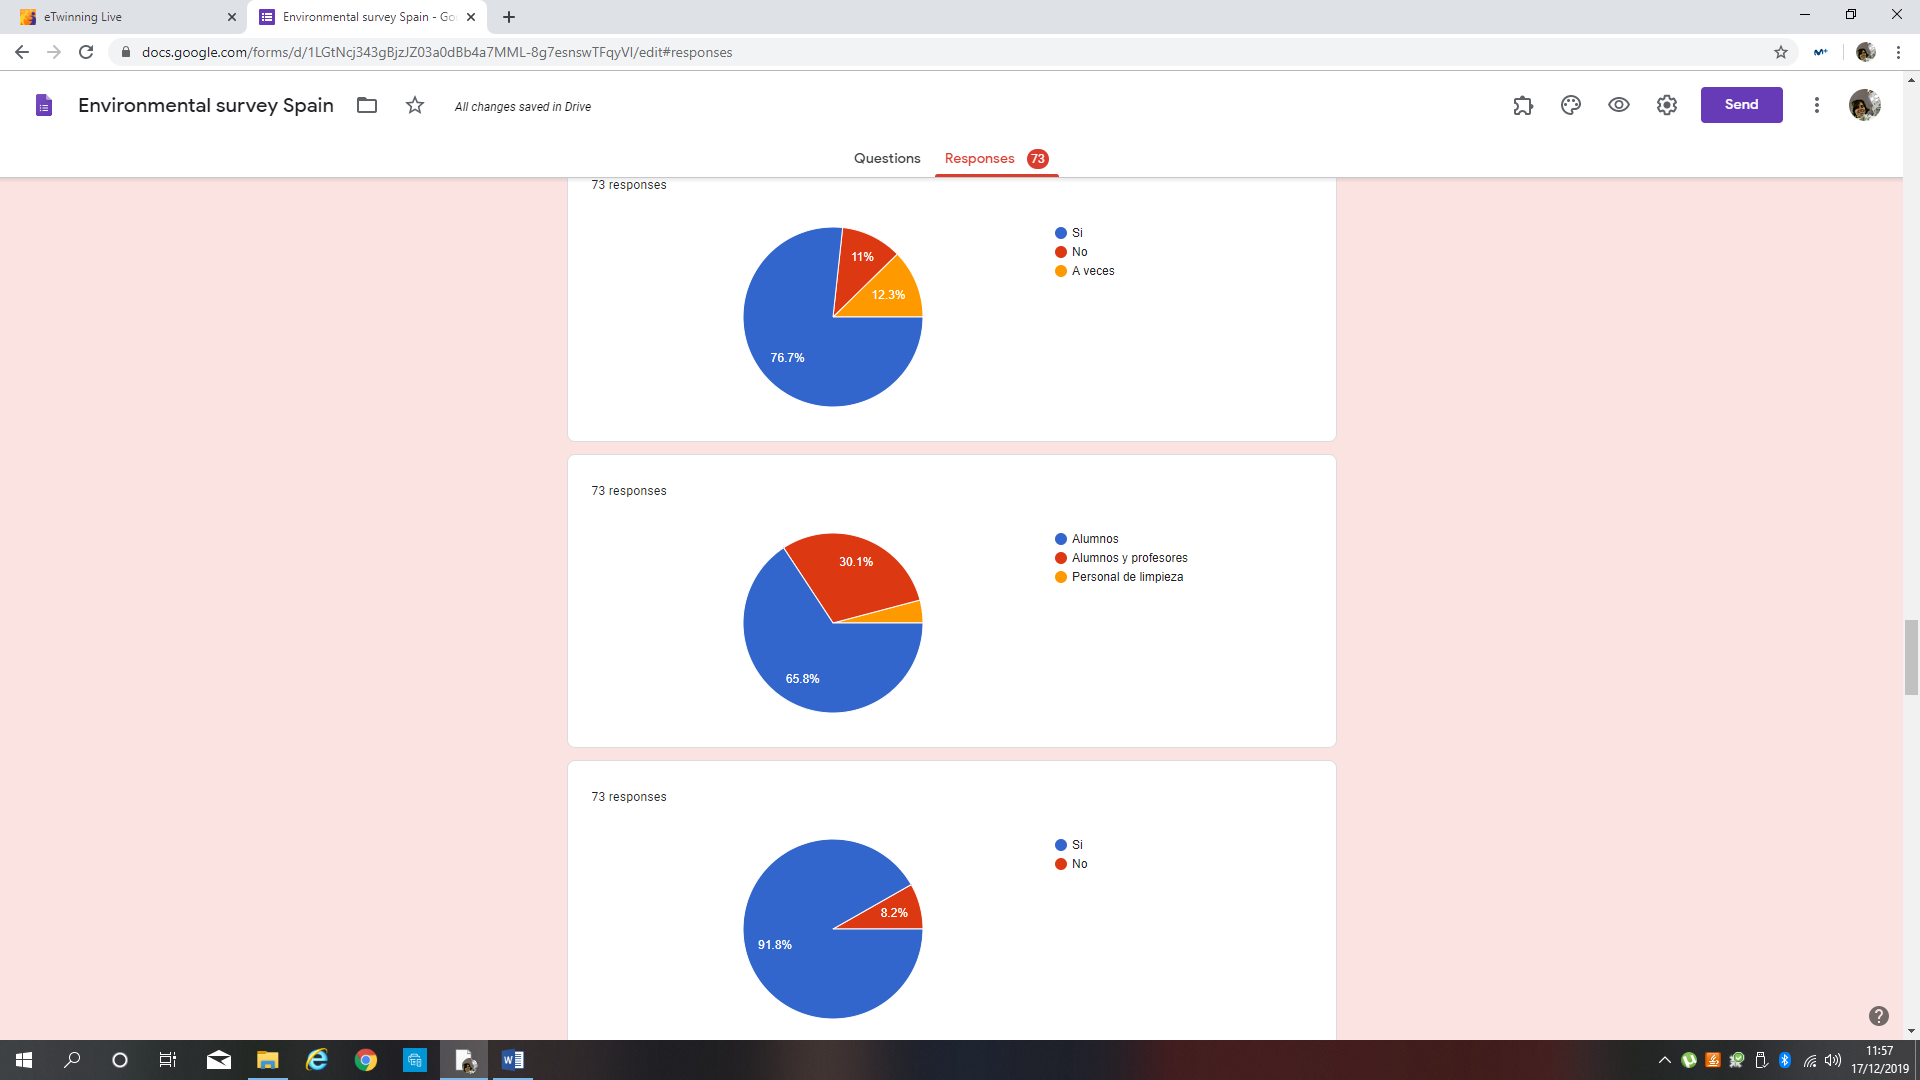 eTwinning Live
Environmental survey Spain - Go
docs.google.com/forms/d/1LGtNcj343gBjzJZ03a0dBb4a7MML-8g7esnswTFqyVI/edit#responses
Environmental survey Spain
All changes saved in Drive
Send
Questions
Responses 73
73 responses
Si
No
A veces
11%
12.3%
76.7%
73 responses
Alumnos
Alumnos y profesores
Personal de limpieza
30.1%
65.8%
73 responses
Si
No
8.2%
91.8%
11:57
17/12/2019